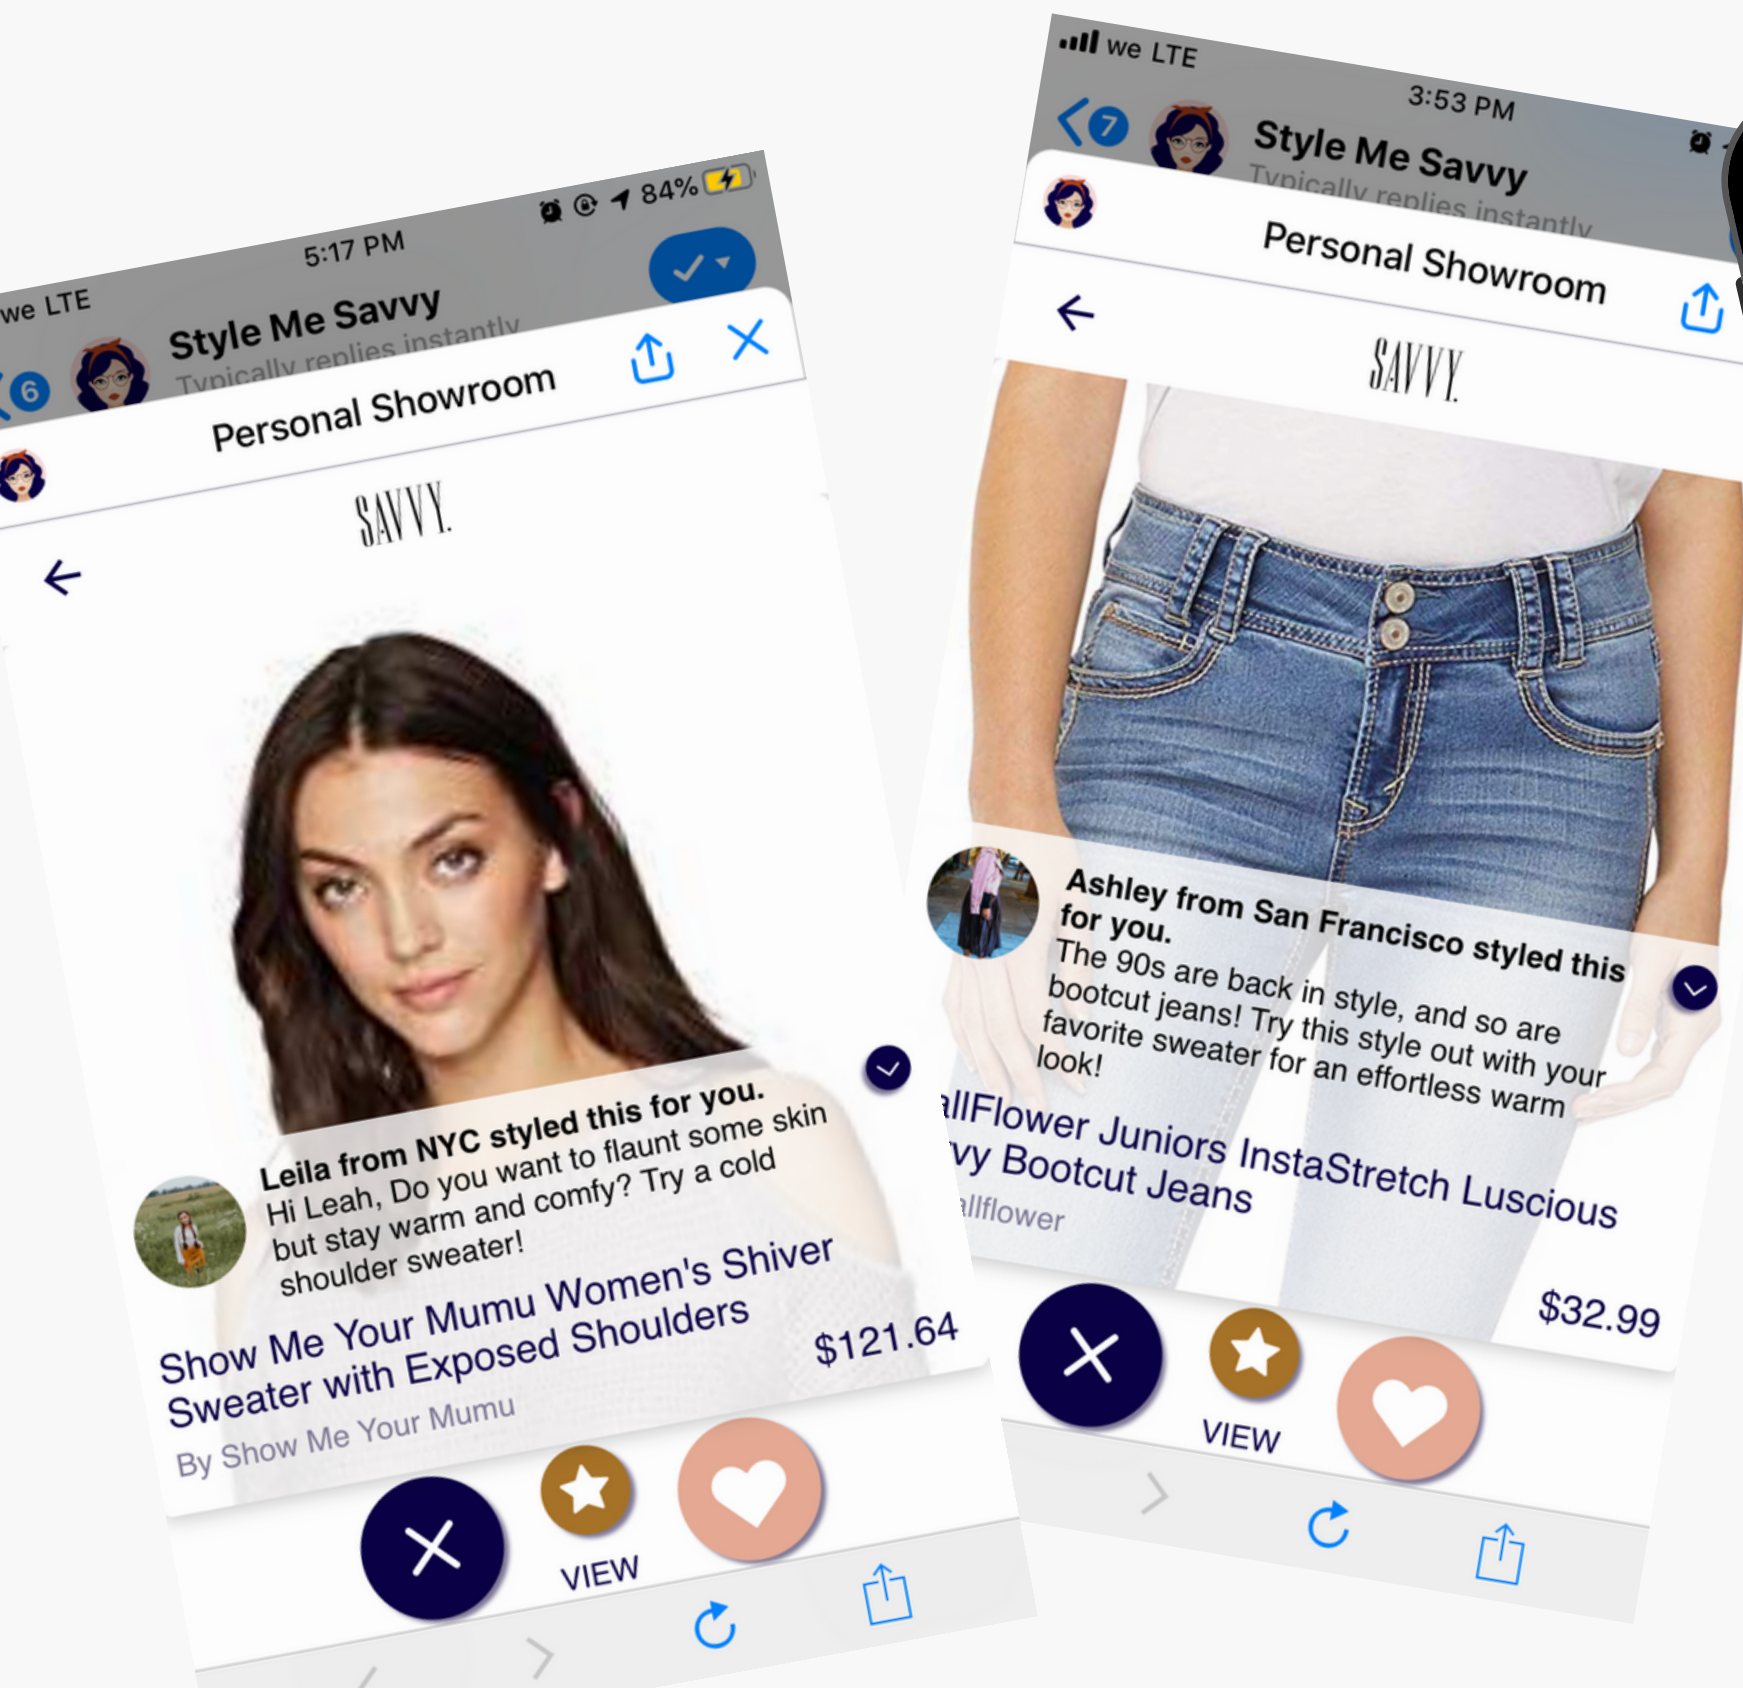 we LTE
5:17 PM
84%
6
Style Me Savvy
Typically replies instantly
Personal Showroom
SAVVY.
Leila from NYC styled this for you.
Hi Leah, Do you want to flaunt some skin
but stay warm and comfy? Try a cold
shoulder sweater!
Show Me Your Mumu Women's Shiver
Sweater with Exposed Shoulders
$121.64
By Show Me Your Mumu
VIEW
we LTE
3:53 PM
7
Style Me Savvy
Typically replies instantly
Personal Showroom
SAVVY.
Ashley from San Francisco styled this
for you.
The 90s are back in style, and so are
bootcut jeans! Try this style out with your
favorite sweater for an effortless warm
look!
allFlower Juniors InstaStretch Luscious
vy Bootcut Jeans
allflower
$32.99
VIEW